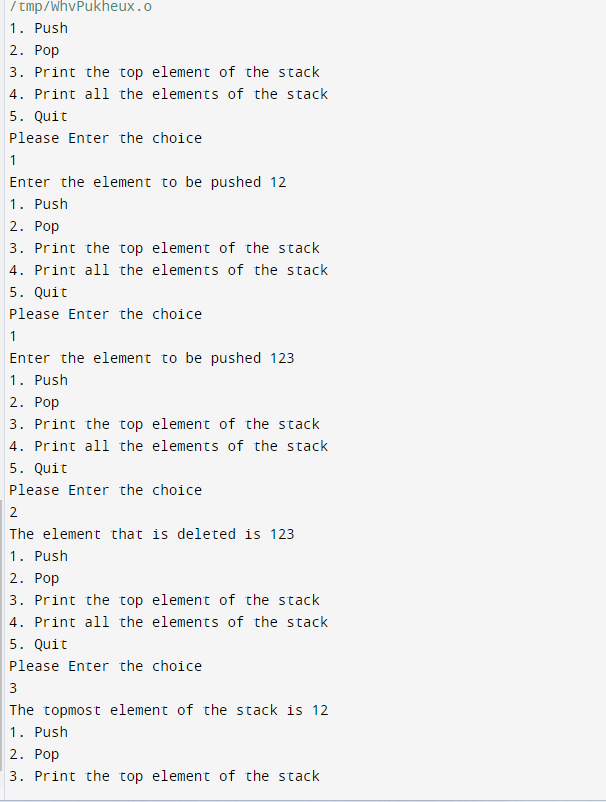 /tmp/WhvPukheux.o
1. Push
2. Pop
3. Print the top element of the stack
4. Print all the elements of the stack
5. Quit
Please Enter the choice
1
Enter the element to be pushed 12
1. Push
2. Pop
3. Print the top element of the stack
4. Print all the elements of the stack
5. Quit
Please Enter the choice
1
Enter the element to be pushed 123
1. Push
2. Pop
3. Print the top element of the stack
4. Print all the elements of the stack
5. Quit
Please Enter the choice
2
The element that is deleted is 123
1. Push
2. Pop
3. Print the top element of the stack
4. Print all the elements of the stack
5. Quit
Please Enter the choice
3
The topmost element of the stack is 12
1. Push
2. Pop
3. Print the top element of the stack